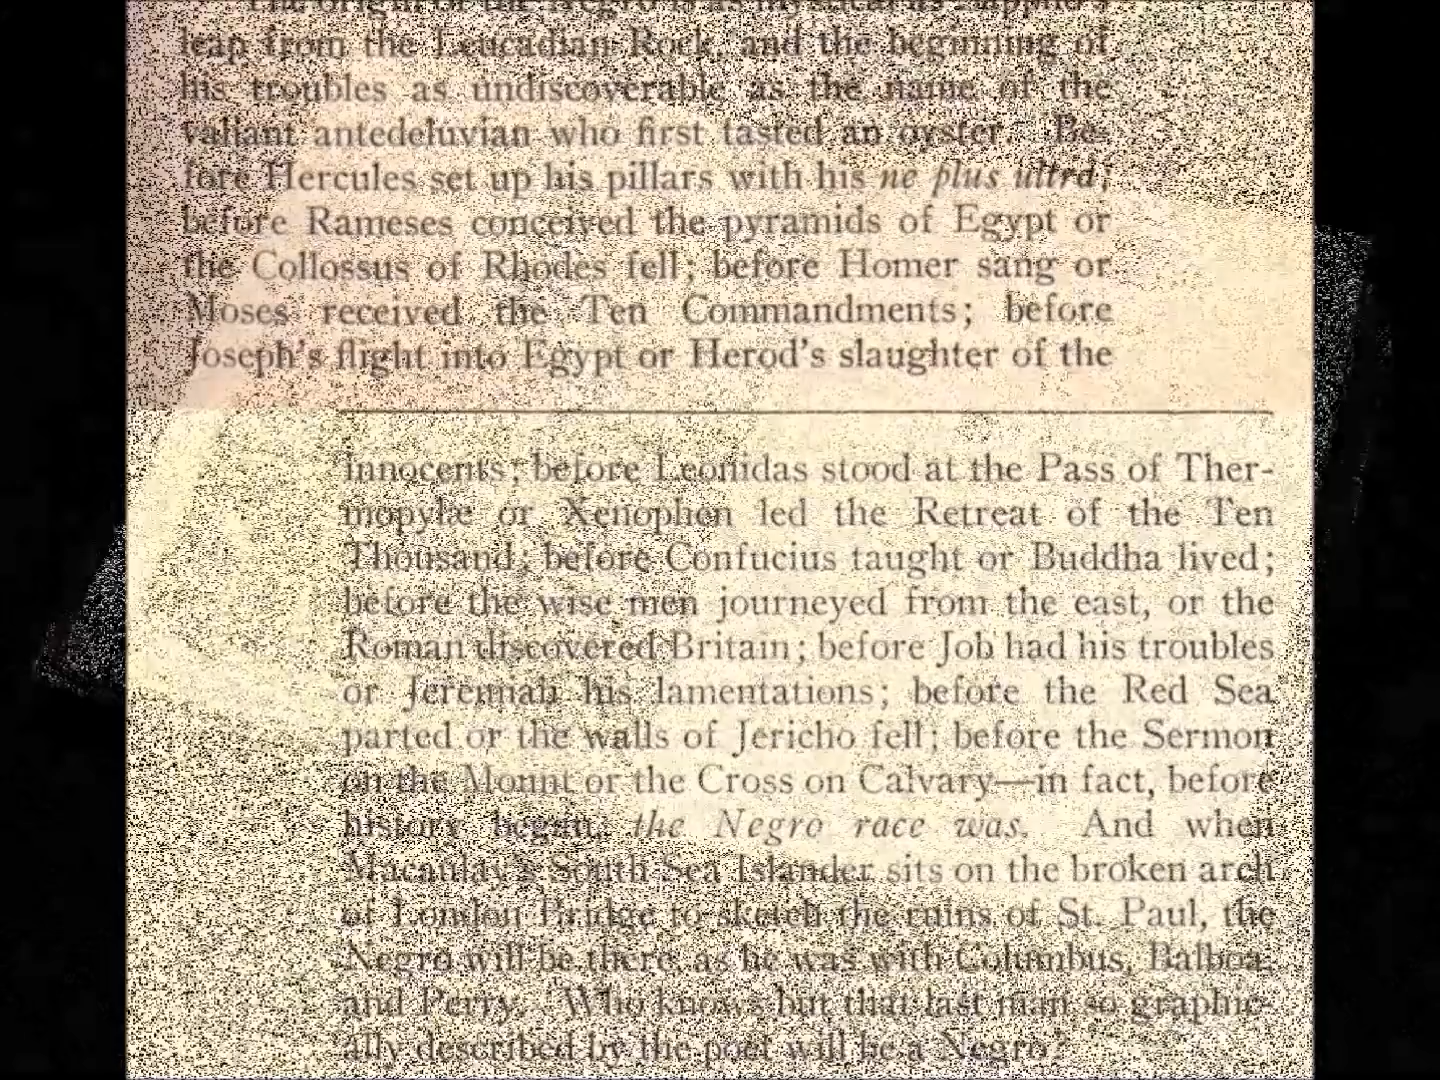 The origin of the Negro is as
leap from the Leucadian Rock, and the beginning of
his troubles as undiscoverable as the name of the
valiant antedeluvian who first tasted an oyster. Be-
fore Hercules set up his pillars with his ne plus ultra;
before Rameses conceived the pyramids of Egypt or
the Collossus of Rhodes fell; before Homer sang or
Moses received the Ten Commandments; before
Joseph's flight into Egypt or Herod's slaughter of the
innocents; before Leonidas stood at the Pass of Ther-
mopylæ or Xenophon led the Retreat of the Ten
Thousand; before Confucius taught or Buddha lived;
before the wise men journeyed from the east, or the
Roman discovered Britain; before Job had his troubles
or Jeremiah his lamentations; before the Red Sea
parted or the walls of Jericho fell; before the Sermon
on the Mount or the Cross on Calvary—in fact, before
history began, the Negro race was. And when
Macaulay's South Sea Islander sits on the broken arch
of London Bridge to sketch the ruins of St. Paul, the
Negro will be there, as he was with Columbus, Balboa,
and Perry. Who knows but that last man so graphic-
ally described by the poet will be a Negro?